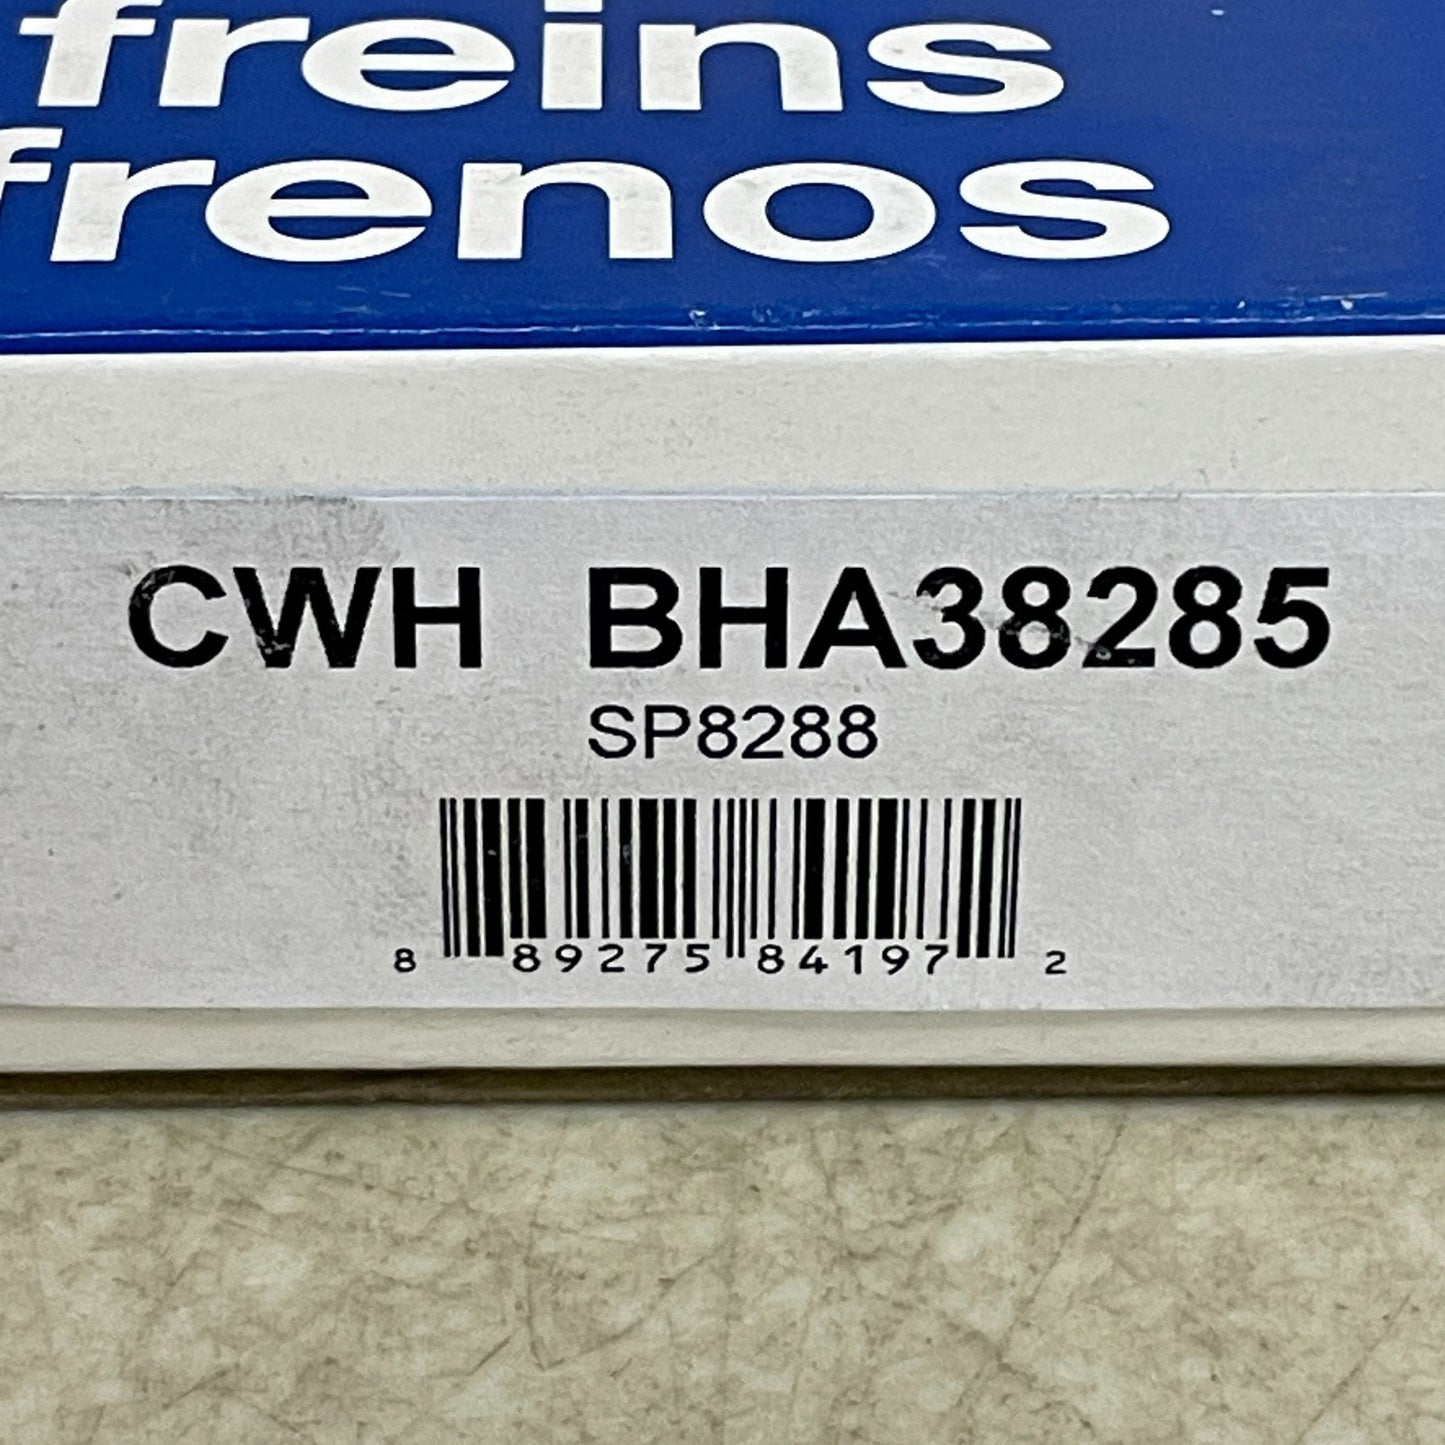 freins
frenos
CWH BHA38285
SP8288
8 89275 84197 2